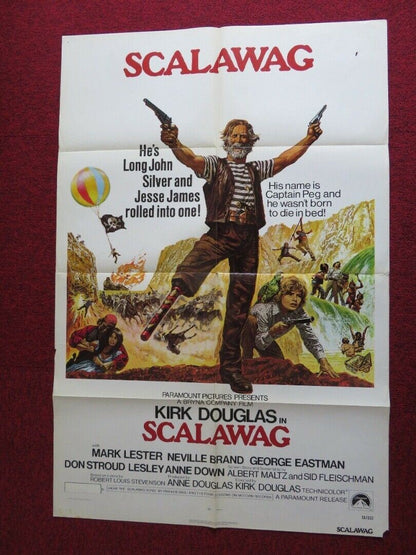 SCALAWAG
He's
Long John
Silver and
Jesse James
rolled into one!
His name is
Captain Peg and
he wasn't born
to die in bed!
PARAMOUNT PICTURES PRESENTS
A BRYNA COMPANY FILM
KIRK DOUGLAS IN
SCALAWAG
with
MARK LESTER NEVILLE BRAND GEORGE EASTMAN
DON STROUD LESLEY ANNE DOWN ALBERT MALTZ and SID FLEISCHMAN
ROBERT LOUIS STEVENSON ANNE DOUGLAS KIRK DOUGLAS TECHNICOLOR®
A PARAMOUNT RELEASE
SCALAWAG